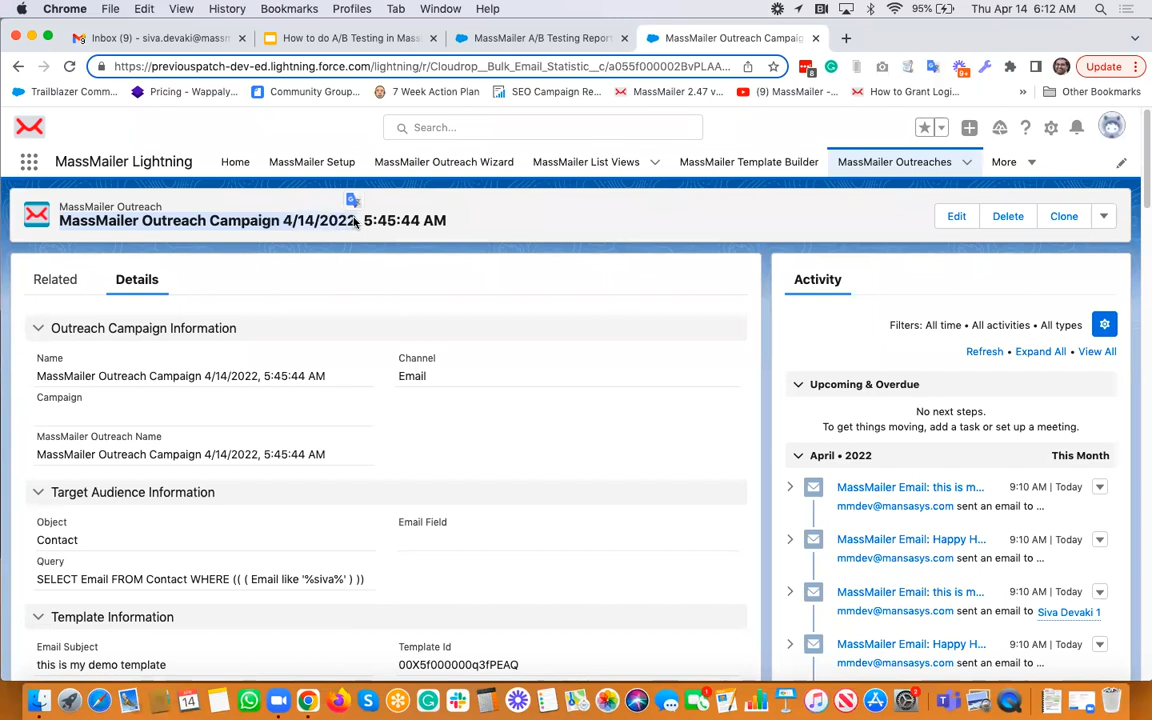 Chrome File Edit View History Bookmarks Profiles Tab Window Help 95% Thu Apr 14 6:12 AM
Inbox (9) - siva.devaki@massm × How to do A/B Testing in Mass × MassMailer A/B Testing Report × MassMailer Outreach Campaig × +
https://previouspatch-dev-ed.lightning.force.com/lightning/r/Cloudrop__Bulk_Email_Statistic__c/a055f000002BvPLAA... 8 9+ Update
Trailblazer Comm... Pricing - Wappaly... Community Group... 7 Week Action Plan SEO Campaign Re... MassMailer 2.47 v... (9) MassMailer -... How to Grant Logi... » Other Bookmarks
Search...
MassMailer Lightning Home MassMailer Setup MassMailer Outreach Wizard MassMailer List Views MassMailer Template Builder MassMailer Outreaches More
MassMailer Outreach
MassMailer Outreach Campaign 4/14/2022, 5:45:44 AM
Edit Delete Clone
Related Details
Outreach Campaign Information
Name
MassMailer Outreach Campaign 4/14/2022, 5:45:44 AM
Channel
Email
Campaign
MassMailer Outreach Name
MassMailer Outreach Campaign 4/14/2022, 5:45:44 AM
Target Audience Information
Object
Contact
Email Field
Query
SELECT Email FROM Contact WHERE (( ( Email like '%siva%' ) ))
Template Information
Email Subject
this is my demo template
Template Id
00X5f000000q3fPEAQ
Activity
Filters: All time • All activities • All types
Refresh • Expand All • View All
Upcoming & Overdue
No next steps.
To get things moving, add a task or set up a meeting.
April • 2022 This Month
MassMailer Email: this is m... 9:10 AM | Today
mmdev@mansasys.com sent an email to ...
MassMailer Email: Happy H... 9:10 AM | Today
mmdev@mansasys.com sent an email to ...
MassMailer Email: this is m... 9:10 AM | Today
mmdev@mansasys.com sent an email to Siva Devaki 1
MassMailer Email: Happy H... 9:10 AM | Today
mmdev@mansasys.com sent an email to ...
14